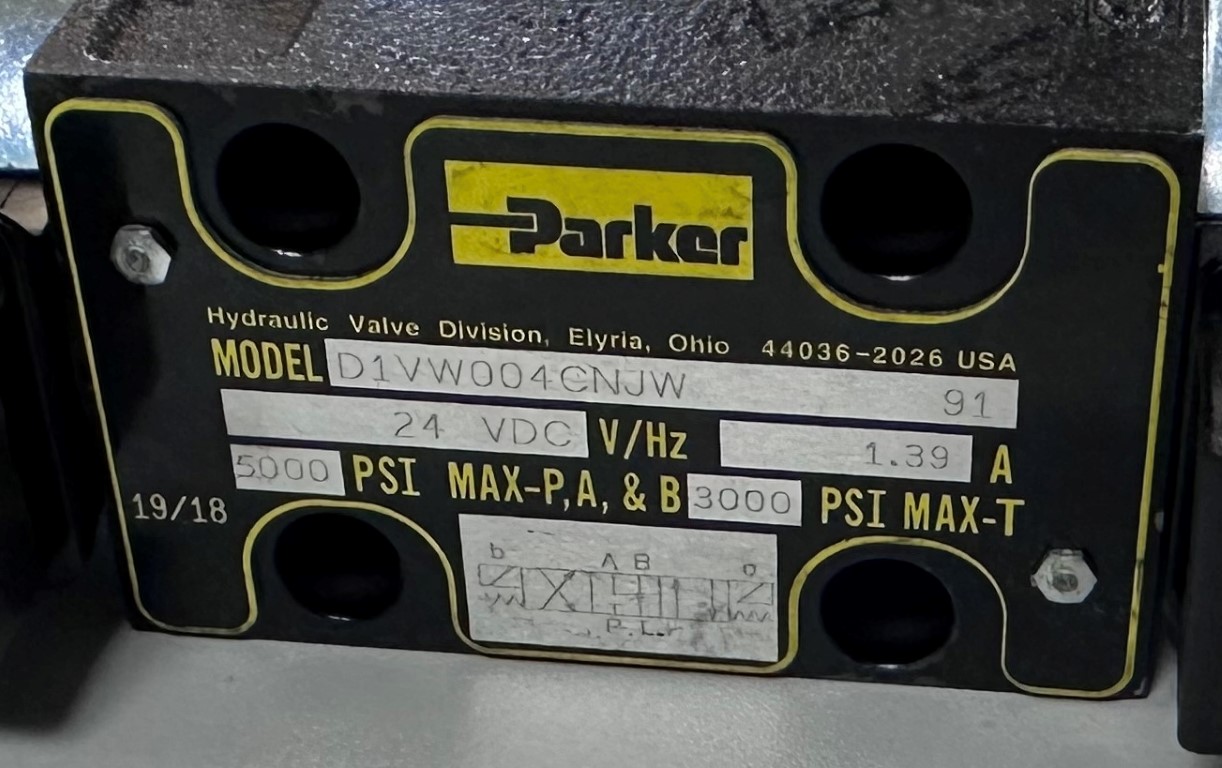 Parker
Hydraulic Valve Division, Elyria, Ohio 44036-2026 USA
MODEL D1VW004CNJW 91
24 VDC V/Hz 1.39 A
5000 PSI MAX-P,A, & B 3000 PSI MAX-T
19/18
b A B a
P